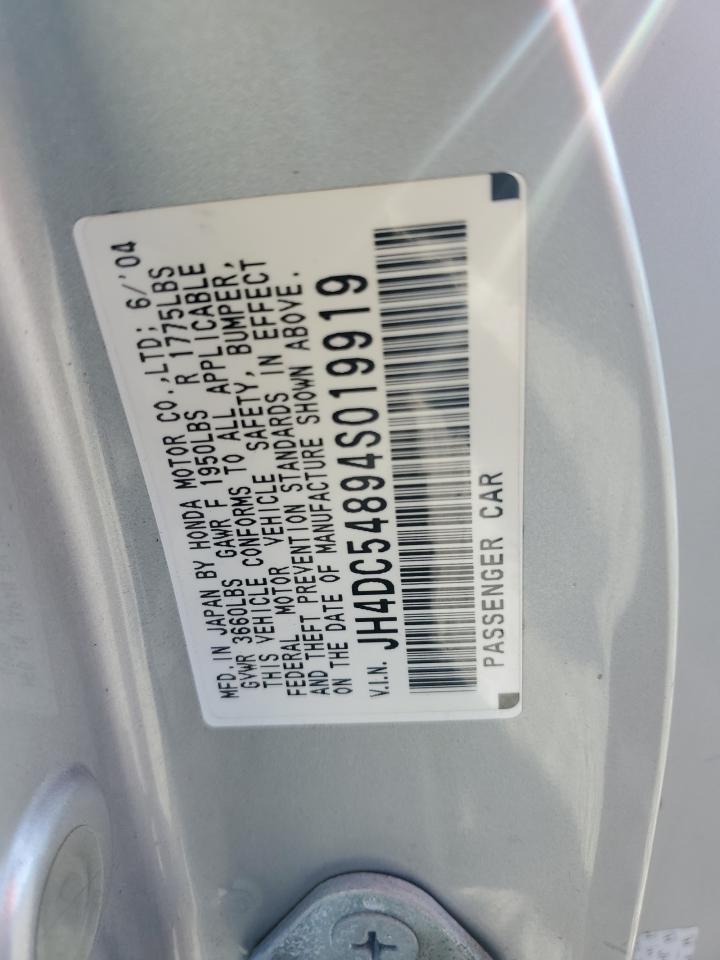 MFD. IN JAPAN BY HONDA MOTOR CO.,LTD; 6/'04
GVWR 3660LBS GAWR F 1950LBS R 1775LBS
THIS VEHICLE CONFORMS TO ALL APPLICABLE
FEDERAL MOTOR VEHICLE SAFETY, BUMPER,
AND THEFT PREVENTION STANDARDS IN EFFECT
ON THE DATE OF MANUFACTURE SHOWN ABOVE.
V.I.N. JH4DC54894S019919
PASSENGER CAR